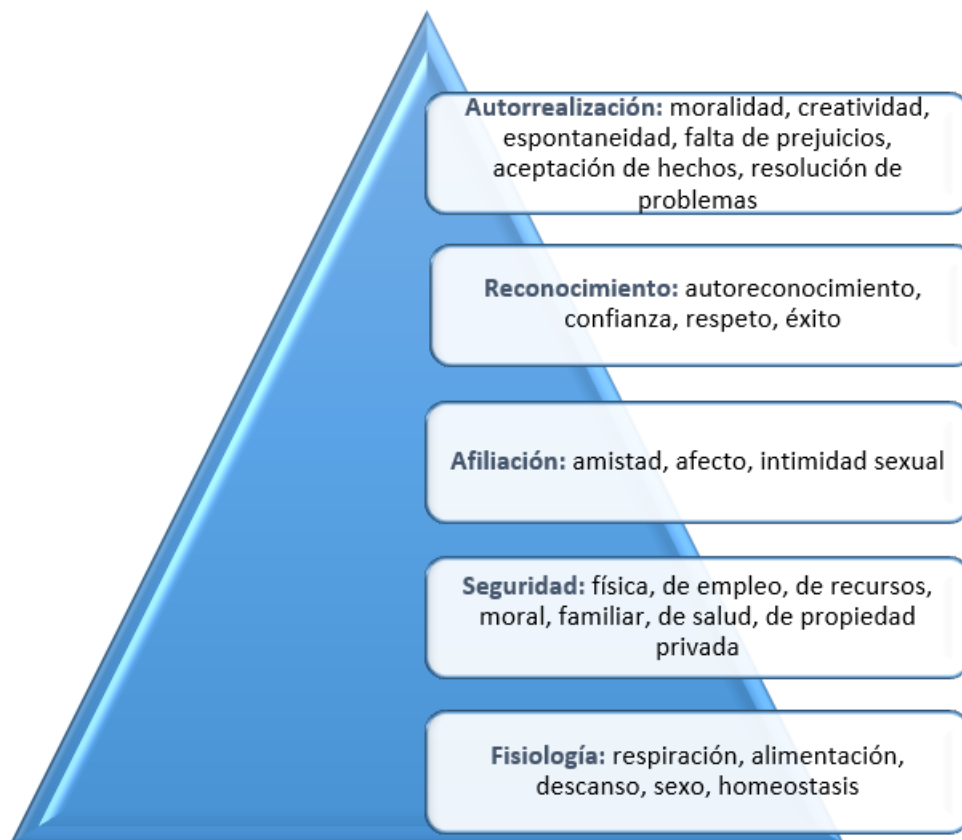 Autorrealización: moralidad, creatividad,
espontaneidad, falta de prejuicios,
aceptación de hechos, resolución de
problemas
Reconocimiento: autoreconocimiento,
confianza, respeto, éxito
Afiliación: amistad, afecto, intimidad sexual
Seguridad: física, de empleo, de recursos,
moral, familiar, de salud, de propiedad
privada
Fisiología: respiración, alimentación,
descanso, sexo, homeostasis